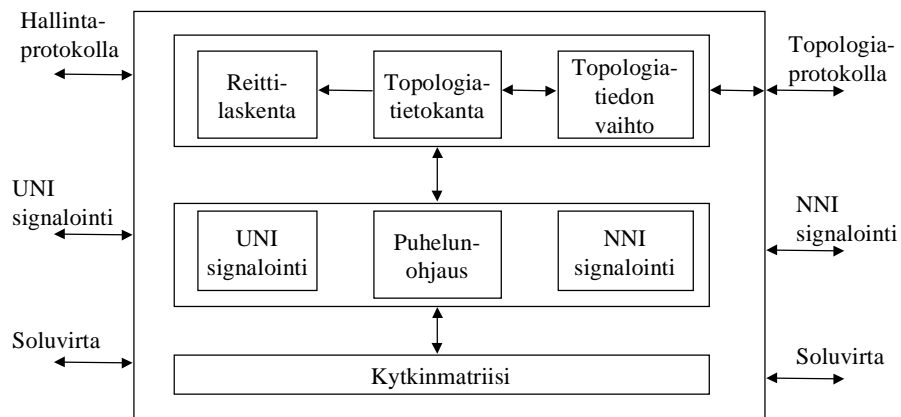 Hallinta-
protokolla
Reitti-
laskenta
Topologia-
tietokanta
Topologia-
tiedon
vaihto
Topologia-
protokolla
UNI
signalointi
UNI
signalointi
Puhelun-
ohjaus
NNI
signalointi
NNI
signalointi
Soluvirta
Kytkinmatriisi
Soluvirta